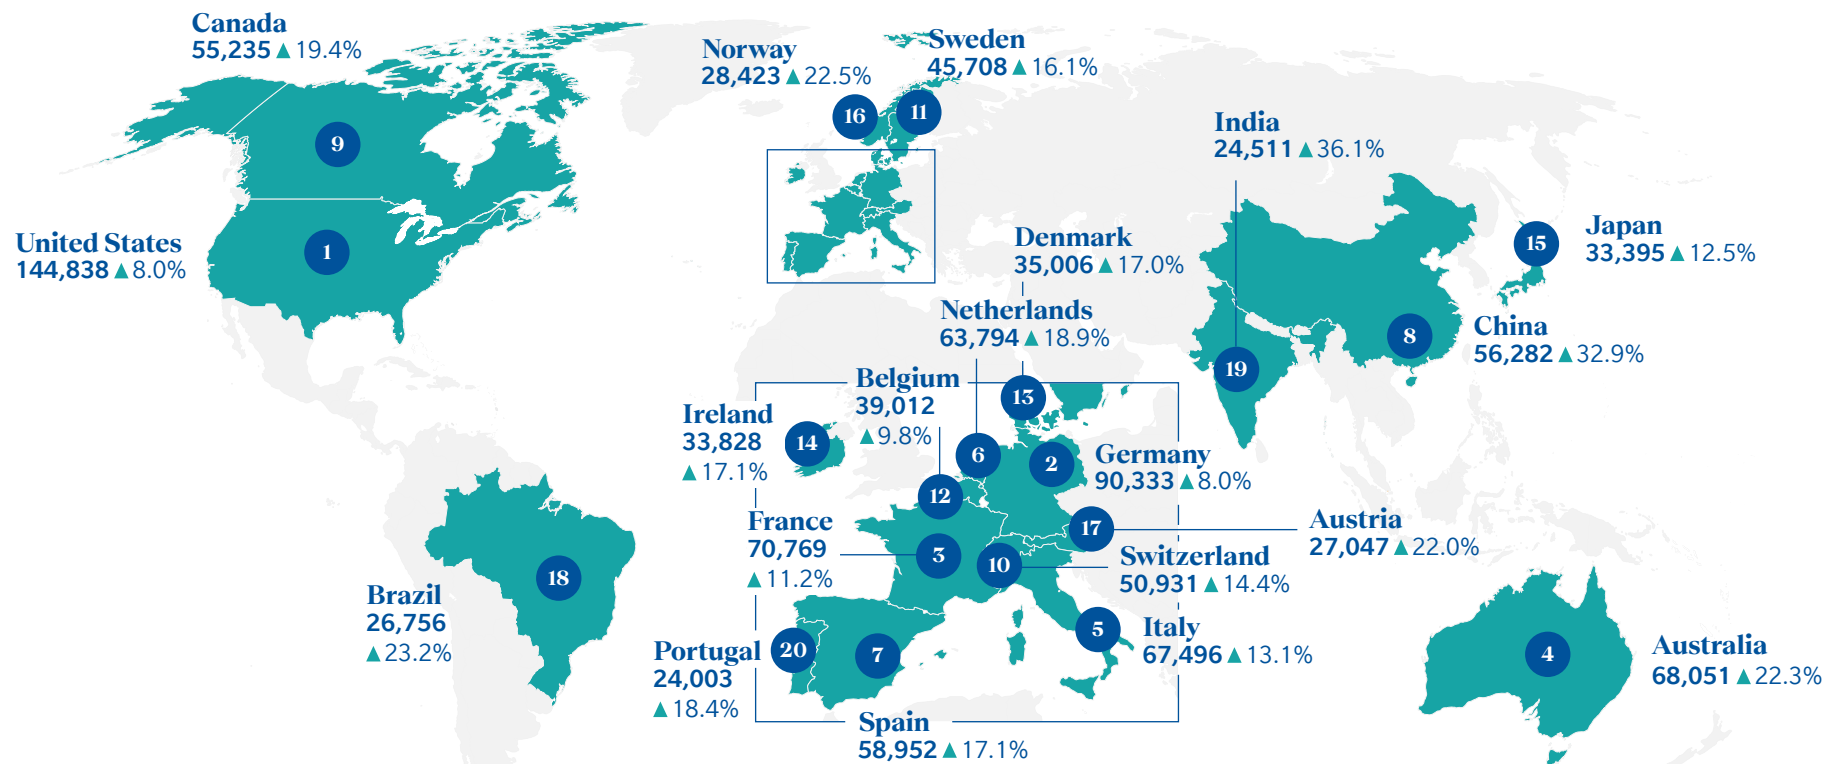 Canada
55,235 ▲ 19.4%
Norway
28,423 ▲ 22.5%
Sweden
45,708 ▲ 16.1%
16
11
9
India
24,511 ▲ 36.1%
United States
144,838 ▲ 8.0%
1
Denmark
35,006 ▲ 17.0%
15
Japan
33,395 ▲ 12.5%
Netherlands
63,794 ▲ 18.9%
8
China
56,282 ▲ 32.9%
19
Belgium
39,012
▲ 9.8%
13
Ireland
33,828
▲ 17.1%
14
6
2
Germany
90,333 ▲ 8.0%
12
France
70,769
▲ 11.2%
3
10
17
Austria
27,047 ▲ 22.0%
Switzerland
50,931 ▲ 14.4%
18
Brazil
26,756
▲ 23.2%
Portugal
24,003
▲ 18.4%
20
7
5
Italy
67,496 ▲ 13.1%
4
Australia
68,051 ▲ 22.3%
Spain
58,952 ▲ 17.1%